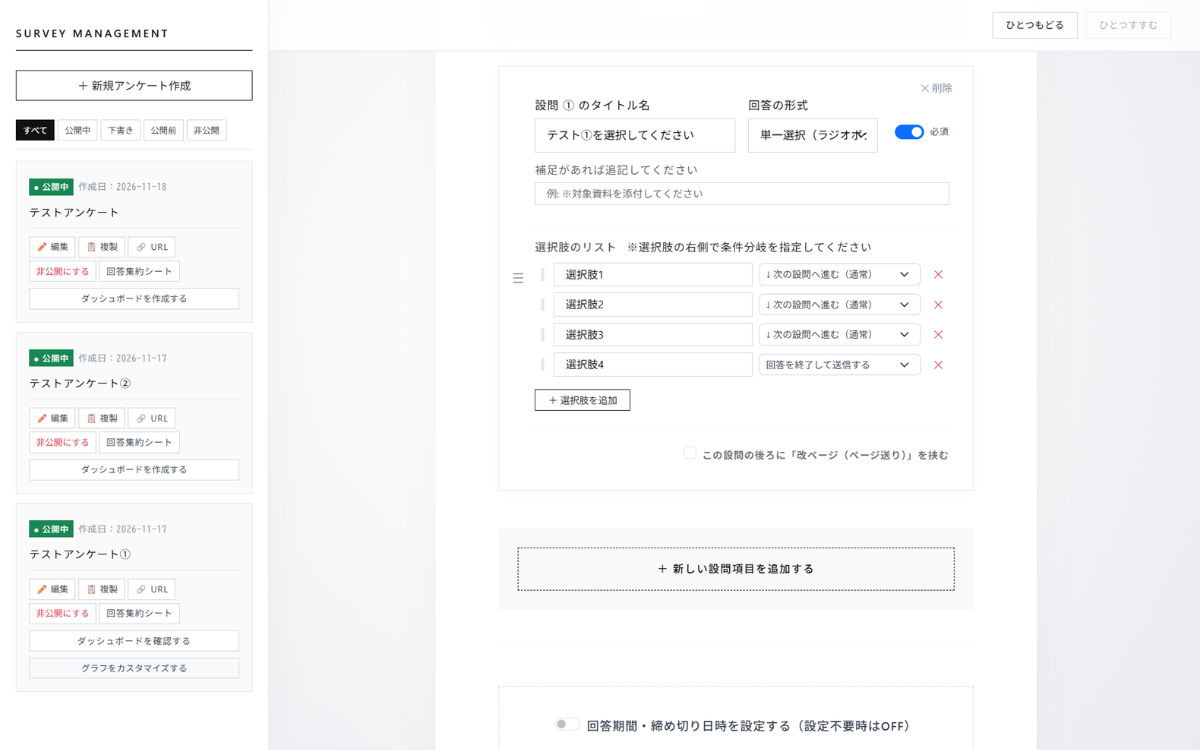 SURVEY MANAGEMENT
＋ 新規アンケート作成
すべて 公開中 下書き 公開前 非公開
● 公開中 作成日：2026-11-18
テストアンケート
編集 複製 URL
非公開にする 回答集約シート
ダッシュボードを作成する
● 公開中 作成日：2026-11-17
テストアンケート②
編集 複製 URL
非公開にする 回答集約シート
ダッシュボードを作成する
● 公開中 作成日：2026-11-17
テストアンケート①
編集 複製 URL
非公開にする 回答集約シート
ダッシュボードを確認する
グラフをカスタマイズする
ひとつもどる ひとつすすむ
× 削除
設問 ① のタイトル名 回答の形式
テスト①を選択してください 単一選択（ラジオボ 必須
補足があれば追記してください
例: ※対象資料を添付してください
選択肢のリスト ※選択肢の右側で条件分岐を指定してください
選択肢1 ↓ 次の設問へ進む（通常）
選択肢2 ↓ 次の設問へ進む（通常）
選択肢3 ↓ 次の設問へ進む（通常）
選択肢4 回答を終了して送信する
＋ 選択肢を追加
この設問の後ろに「改ページ（ページ送り）」を挟む
＋ 新しい設問項目を追加する
回答期間・締め切り日時を設定する（設定不要時はOFF）